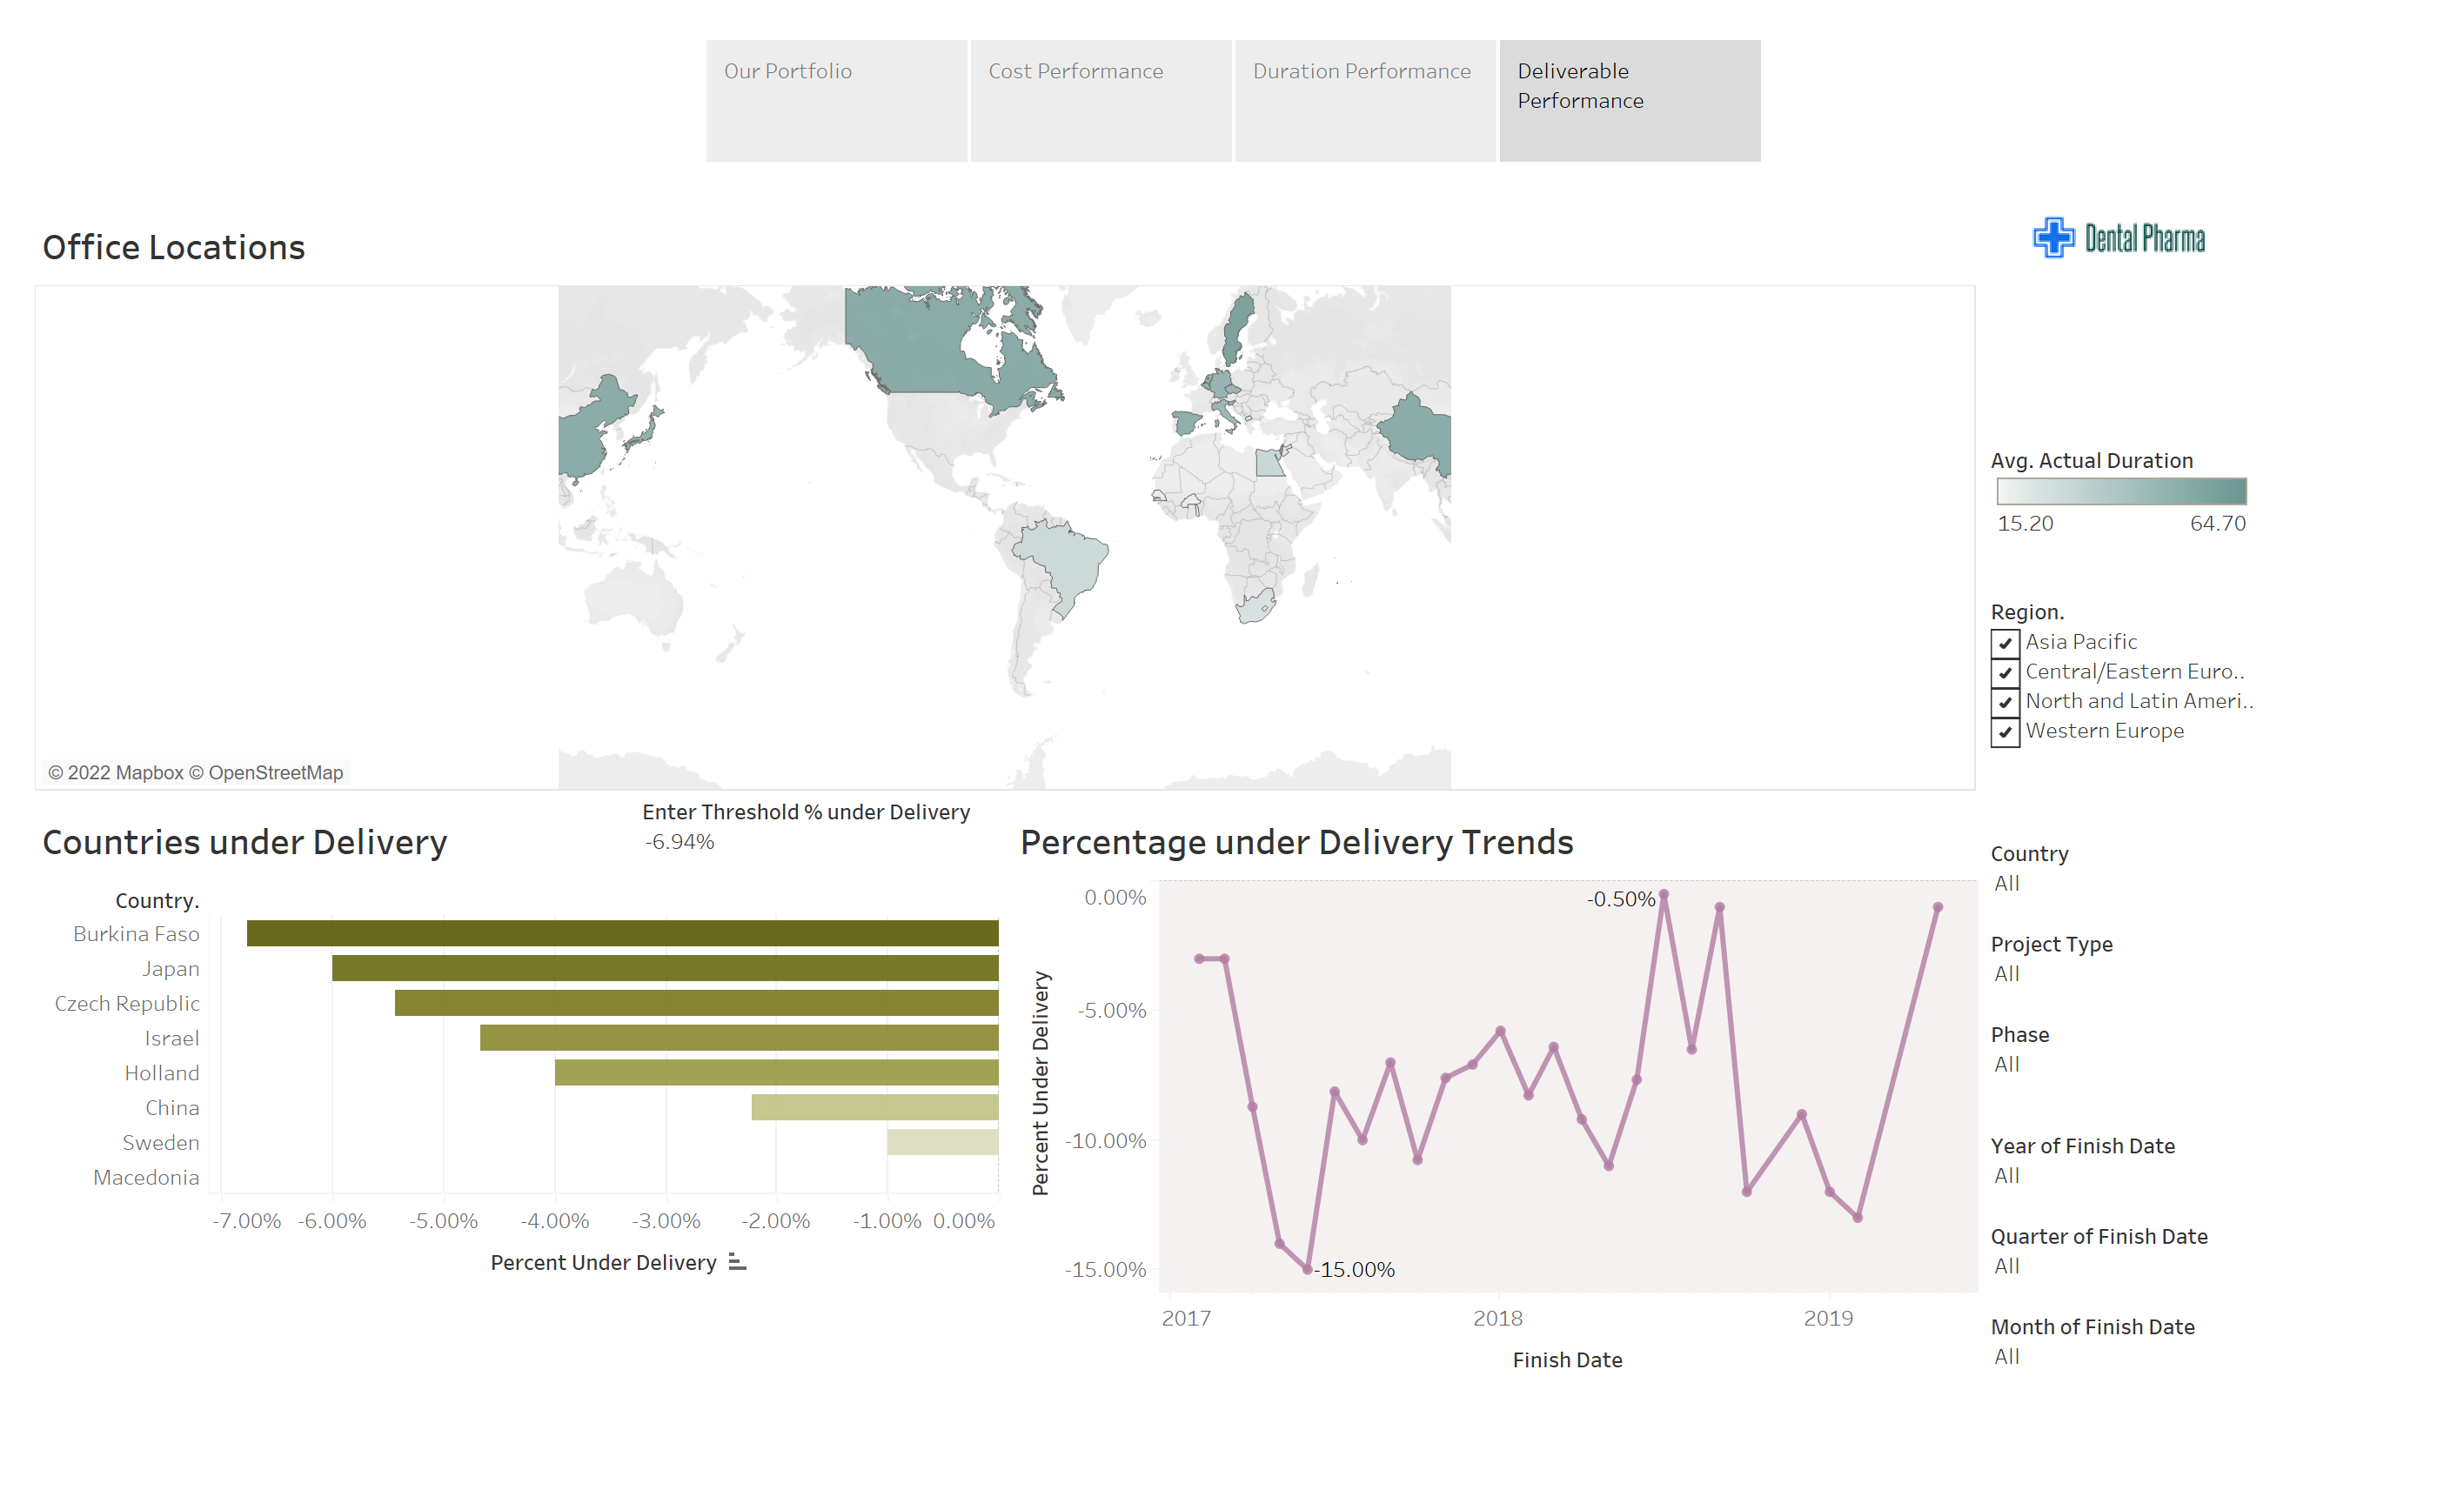 Our Portfolio
Cost Performance
Duration Performance
Deliverable
Performance
Office Locations
Dental Pharma
© 2022 Mapbox © OpenStreetMap
Avg. Actual Duration
15.20
64.70
Region.
Asia Pacific
Central/Eastern Euro..
North and Latin Ameri..
Western Europe
Countries under Delivery
Enter Threshold % under Delivery
-6.94%
Country.
Burkina Faso
Japan
Czech Republic
Israel
Holland
China
Sweden
Macedonia
-7.00%
-6.00%
-5.00%
-4.00%
-3.00%
-2.00%
-1.00%
0.00%
Percent Under Delivery
Percentage under Delivery Trends
Percent Under Delivery
0.00%
-5.00%
-10.00%
-15.00%
-0.50%
-15.00%
2017
2018
2019
Finish Date
Country
All
Project Type
All
Phase
All
Year of Finish Date
All
Quarter of Finish Date
All
Month of Finish Date
All